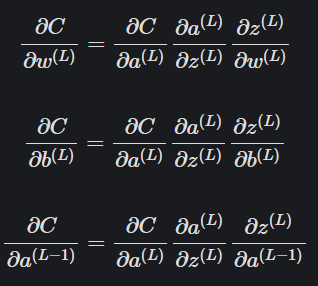 ∂C/∂w^(L) = ∂C/∂a^(L) ∂a^(L)/∂z^(L) ∂z^(L)/∂w^(L)
∂C/∂b^(L) = ∂C/∂a^(L) ∂a^(L)/∂z^(L) ∂z^(L)/∂b^(L)
∂C/∂a^(L−1) = ∂C/∂a^(L) ∂a^(L)/∂z^(L) ∂z^(L)/∂a^(L−1)